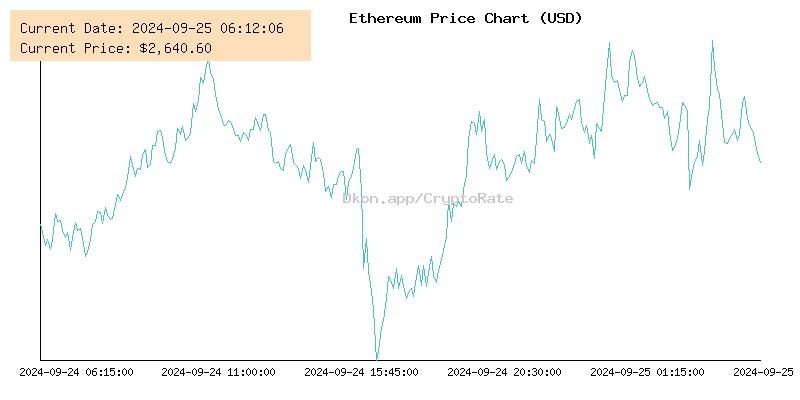 Ethereum Price Chart (USD)
Current Date: 2024-09-25 06:12:06
Current Price: $2,640.60
Dkon.app/CryptoRate
2024-09-24 06:15:00 2024-09-24 11:00:00 2024-09-24 15:45:00 2024-09-24 20:30:00 2024-09-25 01:15:00 2024-09-25